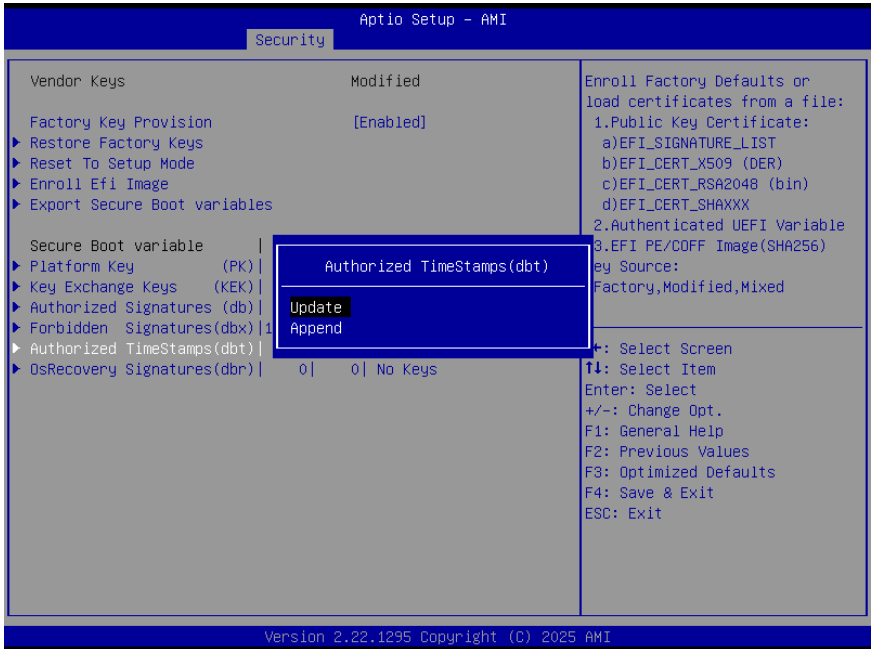 Aptio Setup – AMI
Security
Vendor Keys Modified
Factory Key Provision [Enabled]
Restore Factory Keys
Reset To Setup Mode
Enroll Efi Image
Export Secure Boot variables
Secure Boot variable |
Platform Key (PK)|
Key Exchange Keys (KEK)|
Authorized Signatures (db)|
Forbidden Signatures(dbx)|1
Authorized TimeStamps(dbt)|
OsRecovery Signatures(dbr)| 0| 0| No Keys
Authorized TimeStamps(dbt)
Update
Append
Enroll Factory Defaults or
load certificates from a file:
1.Public Key Certificate:
a)EFI_SIGNATURE_LIST
b)EFI_CERT_X509 (DER)
c)EFI_CERT_RSA2048 (bin)
d)EFI_CERT_SHAXXX
2.Authenticated UEFI Variable
3.EFI PE/COFF Image(SHA256)
ey Source:
Factory,Modified,Mixed
: Select Screen
↑↓: Select Item
Enter: Select
+/-: Change Opt.
F1: General Help
F2: Previous Values
F3: Optimized Defaults
F4: Save & Exit
ESC: Exit
Version 2.22.1295 Copyright (C) 2025 AMI